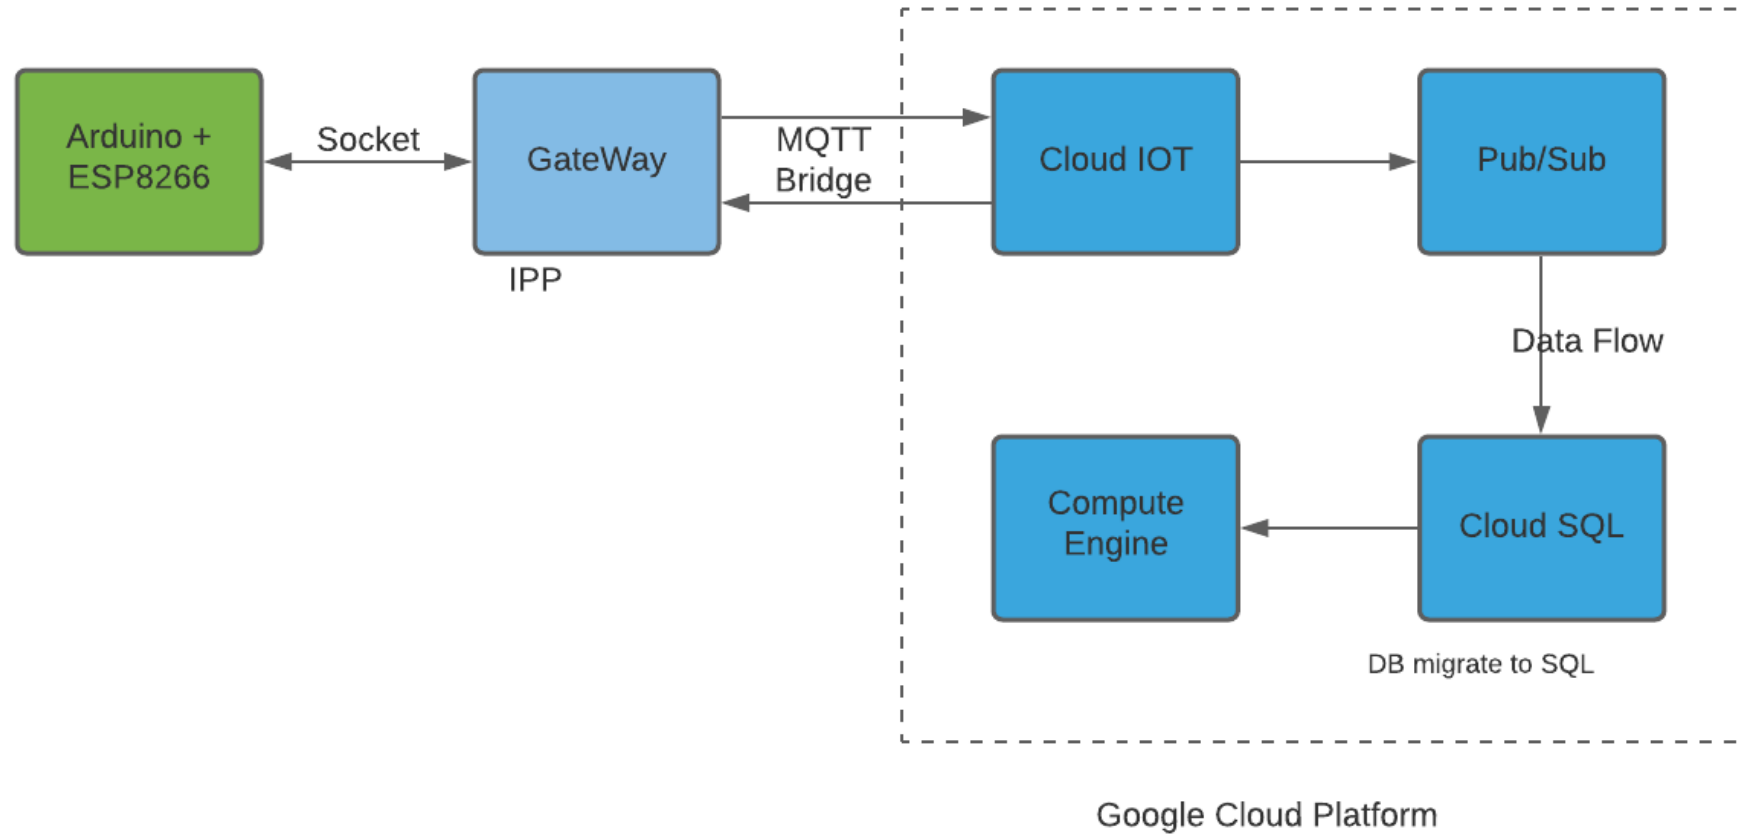 Arduino +
ESP8266
Socket
GateWay
IPP
MQTT
Bridge
Cloud IOT
Pub/Sub
Data Flow
Compute
Engine
Cloud SQL
DB migrate to SQL
Google Cloud Platform